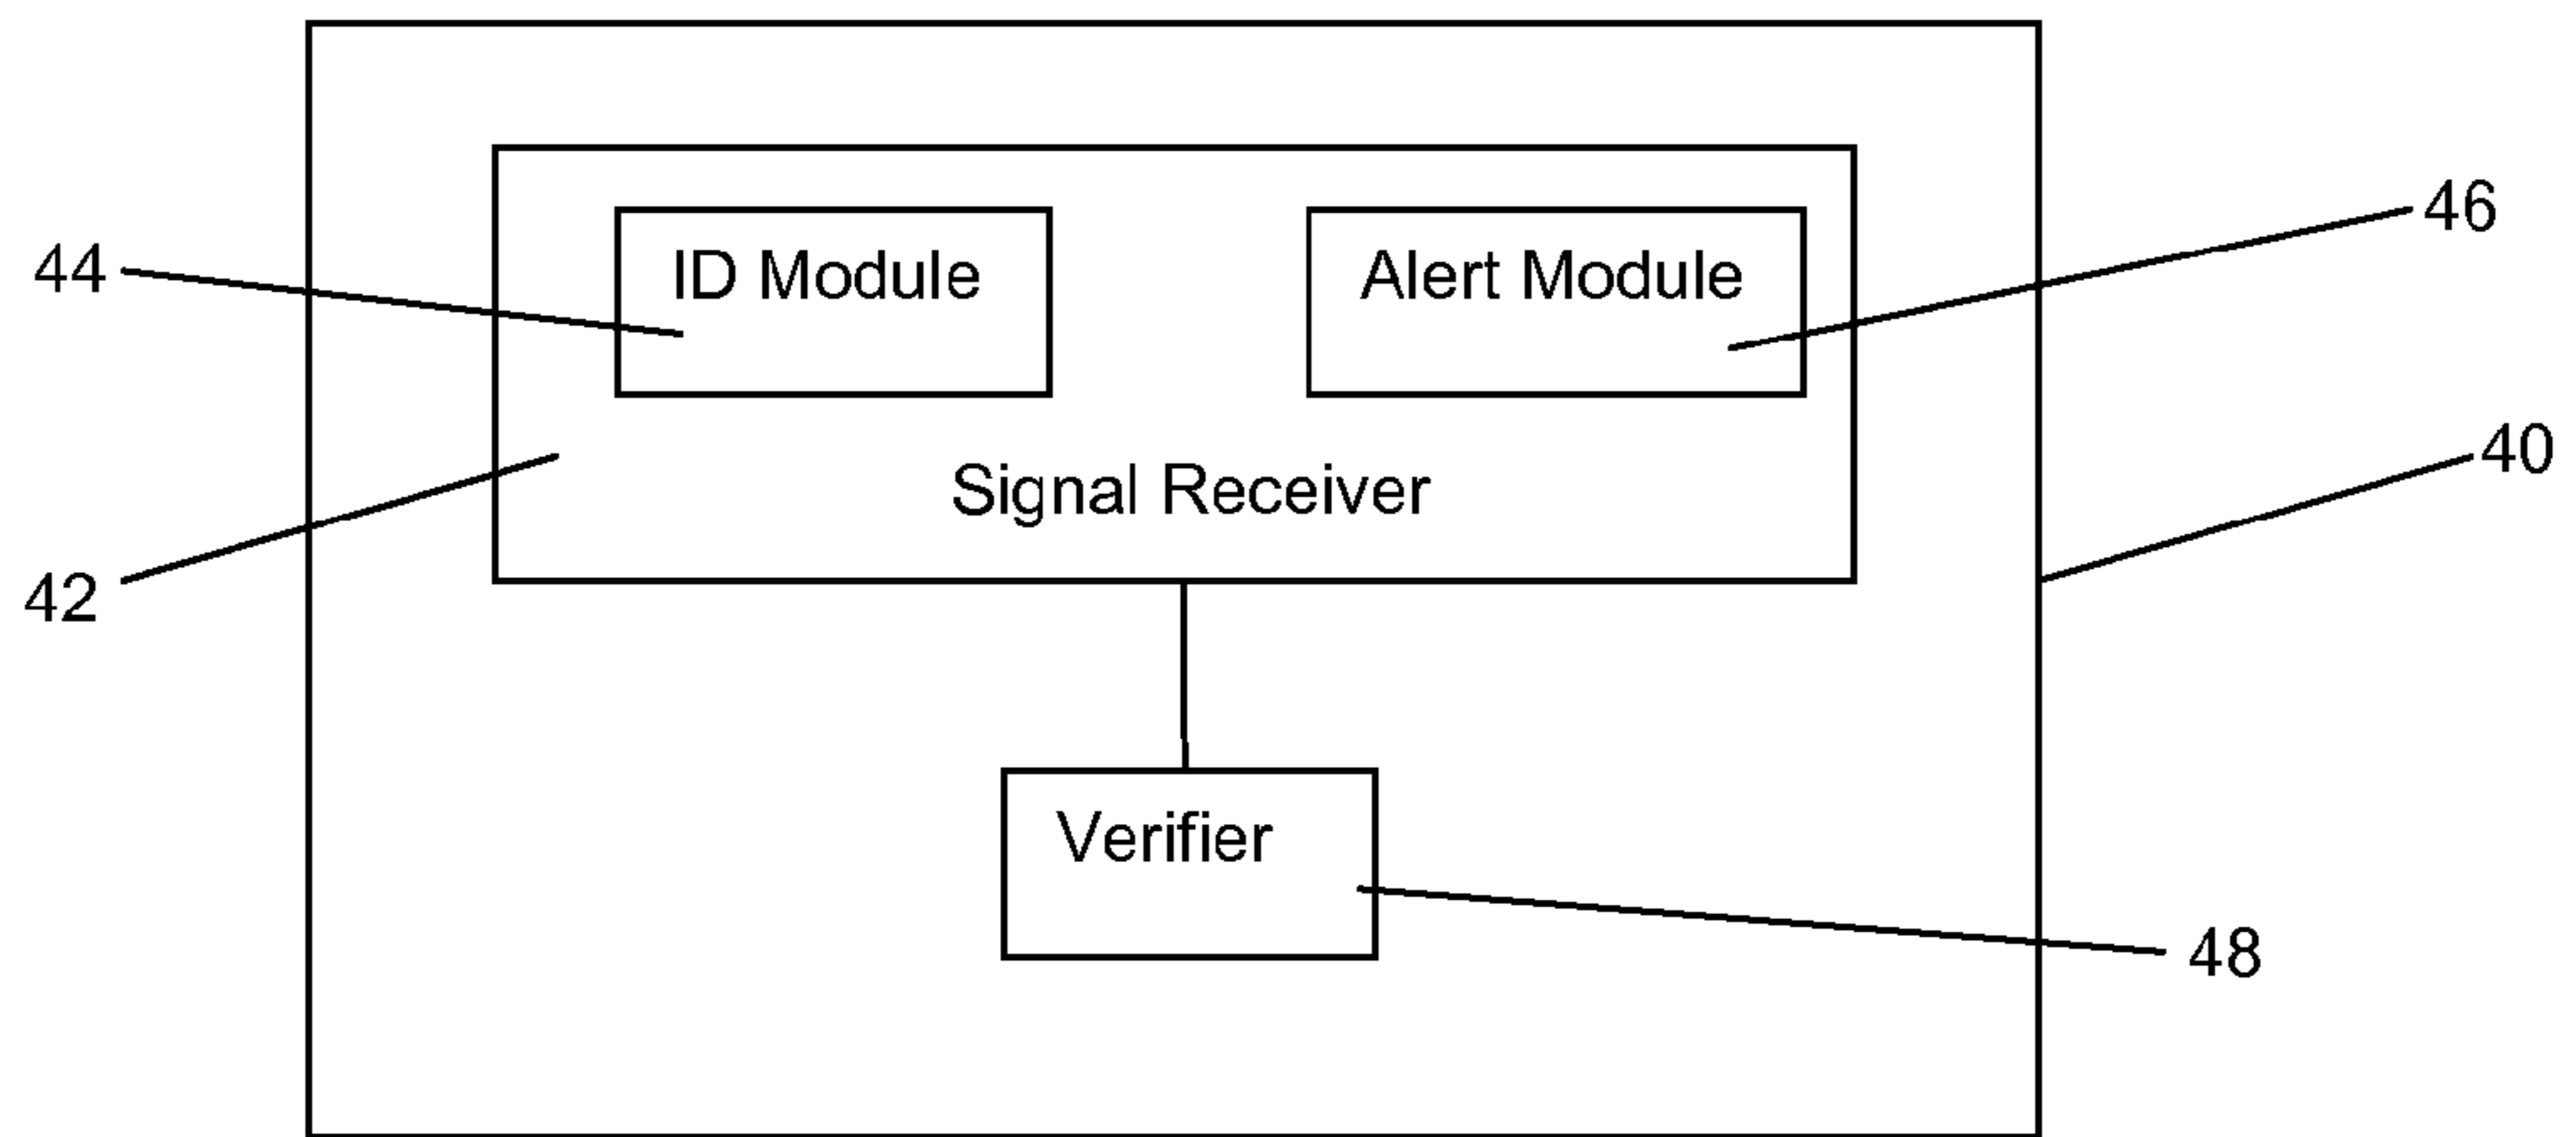 46
44
ID Module
Alert Module
40
Signal Receiver
42
Verifier
48